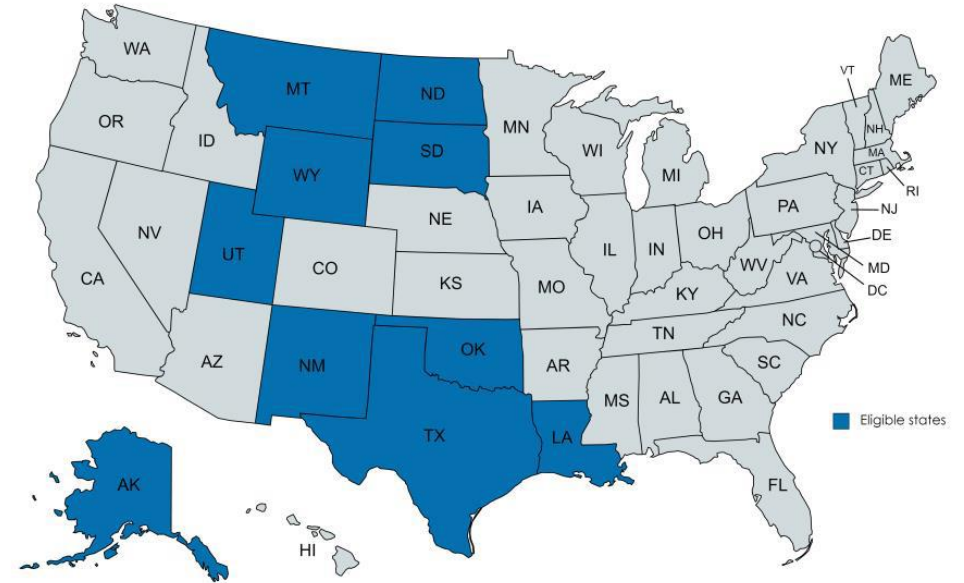 WA
MT
ND
MN
VT
ME
OR
ID
SD
WI
MI
NY
NH
MA
CT
RI
WY
NE
IA
PA
NJ
NV
UT
CO
IL
IN
OH
DE
MD
DC
CA
KS
MO
WV
VA
KY
NC
TN
AZ
NM
OK
AR
SC
MS
AL
GA
TX
LA
Eligible states
AK
FL
HI